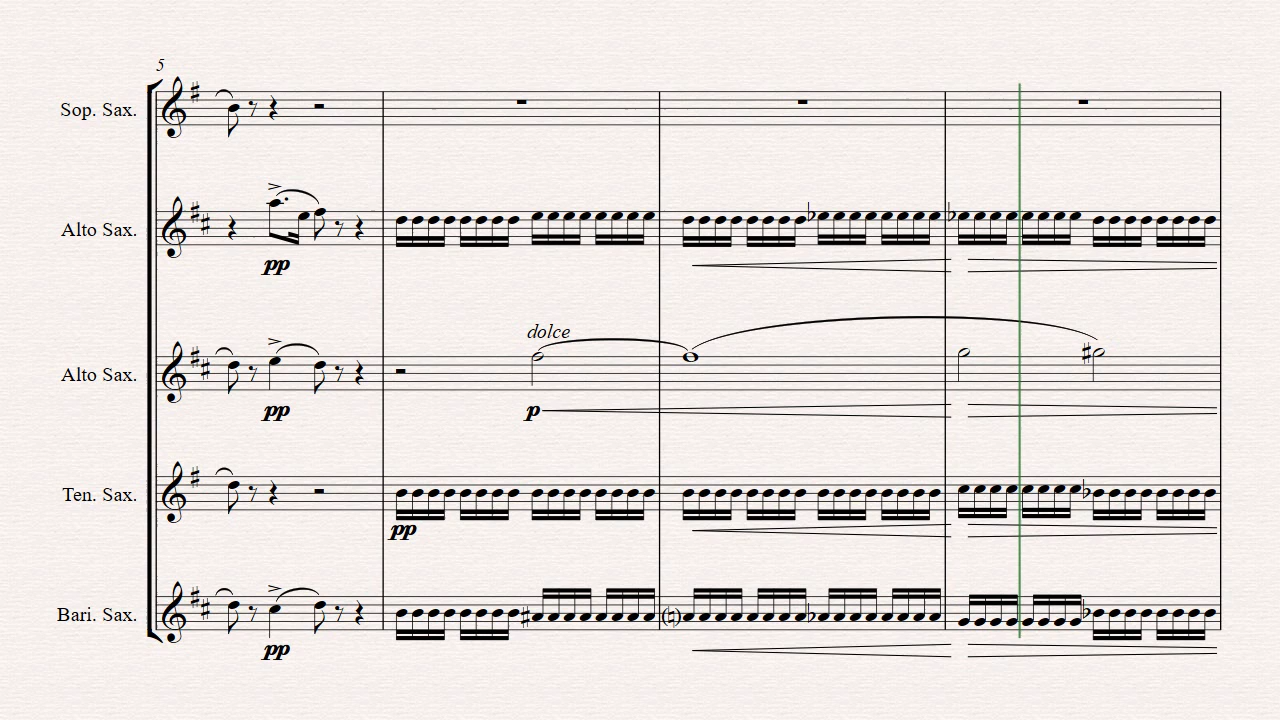 5
Sop. Sax.
Alto Sax.
pp
dolce
Alto Sax.
pp
p
Ten. Sax.
pp
Bari. Sax.
pp